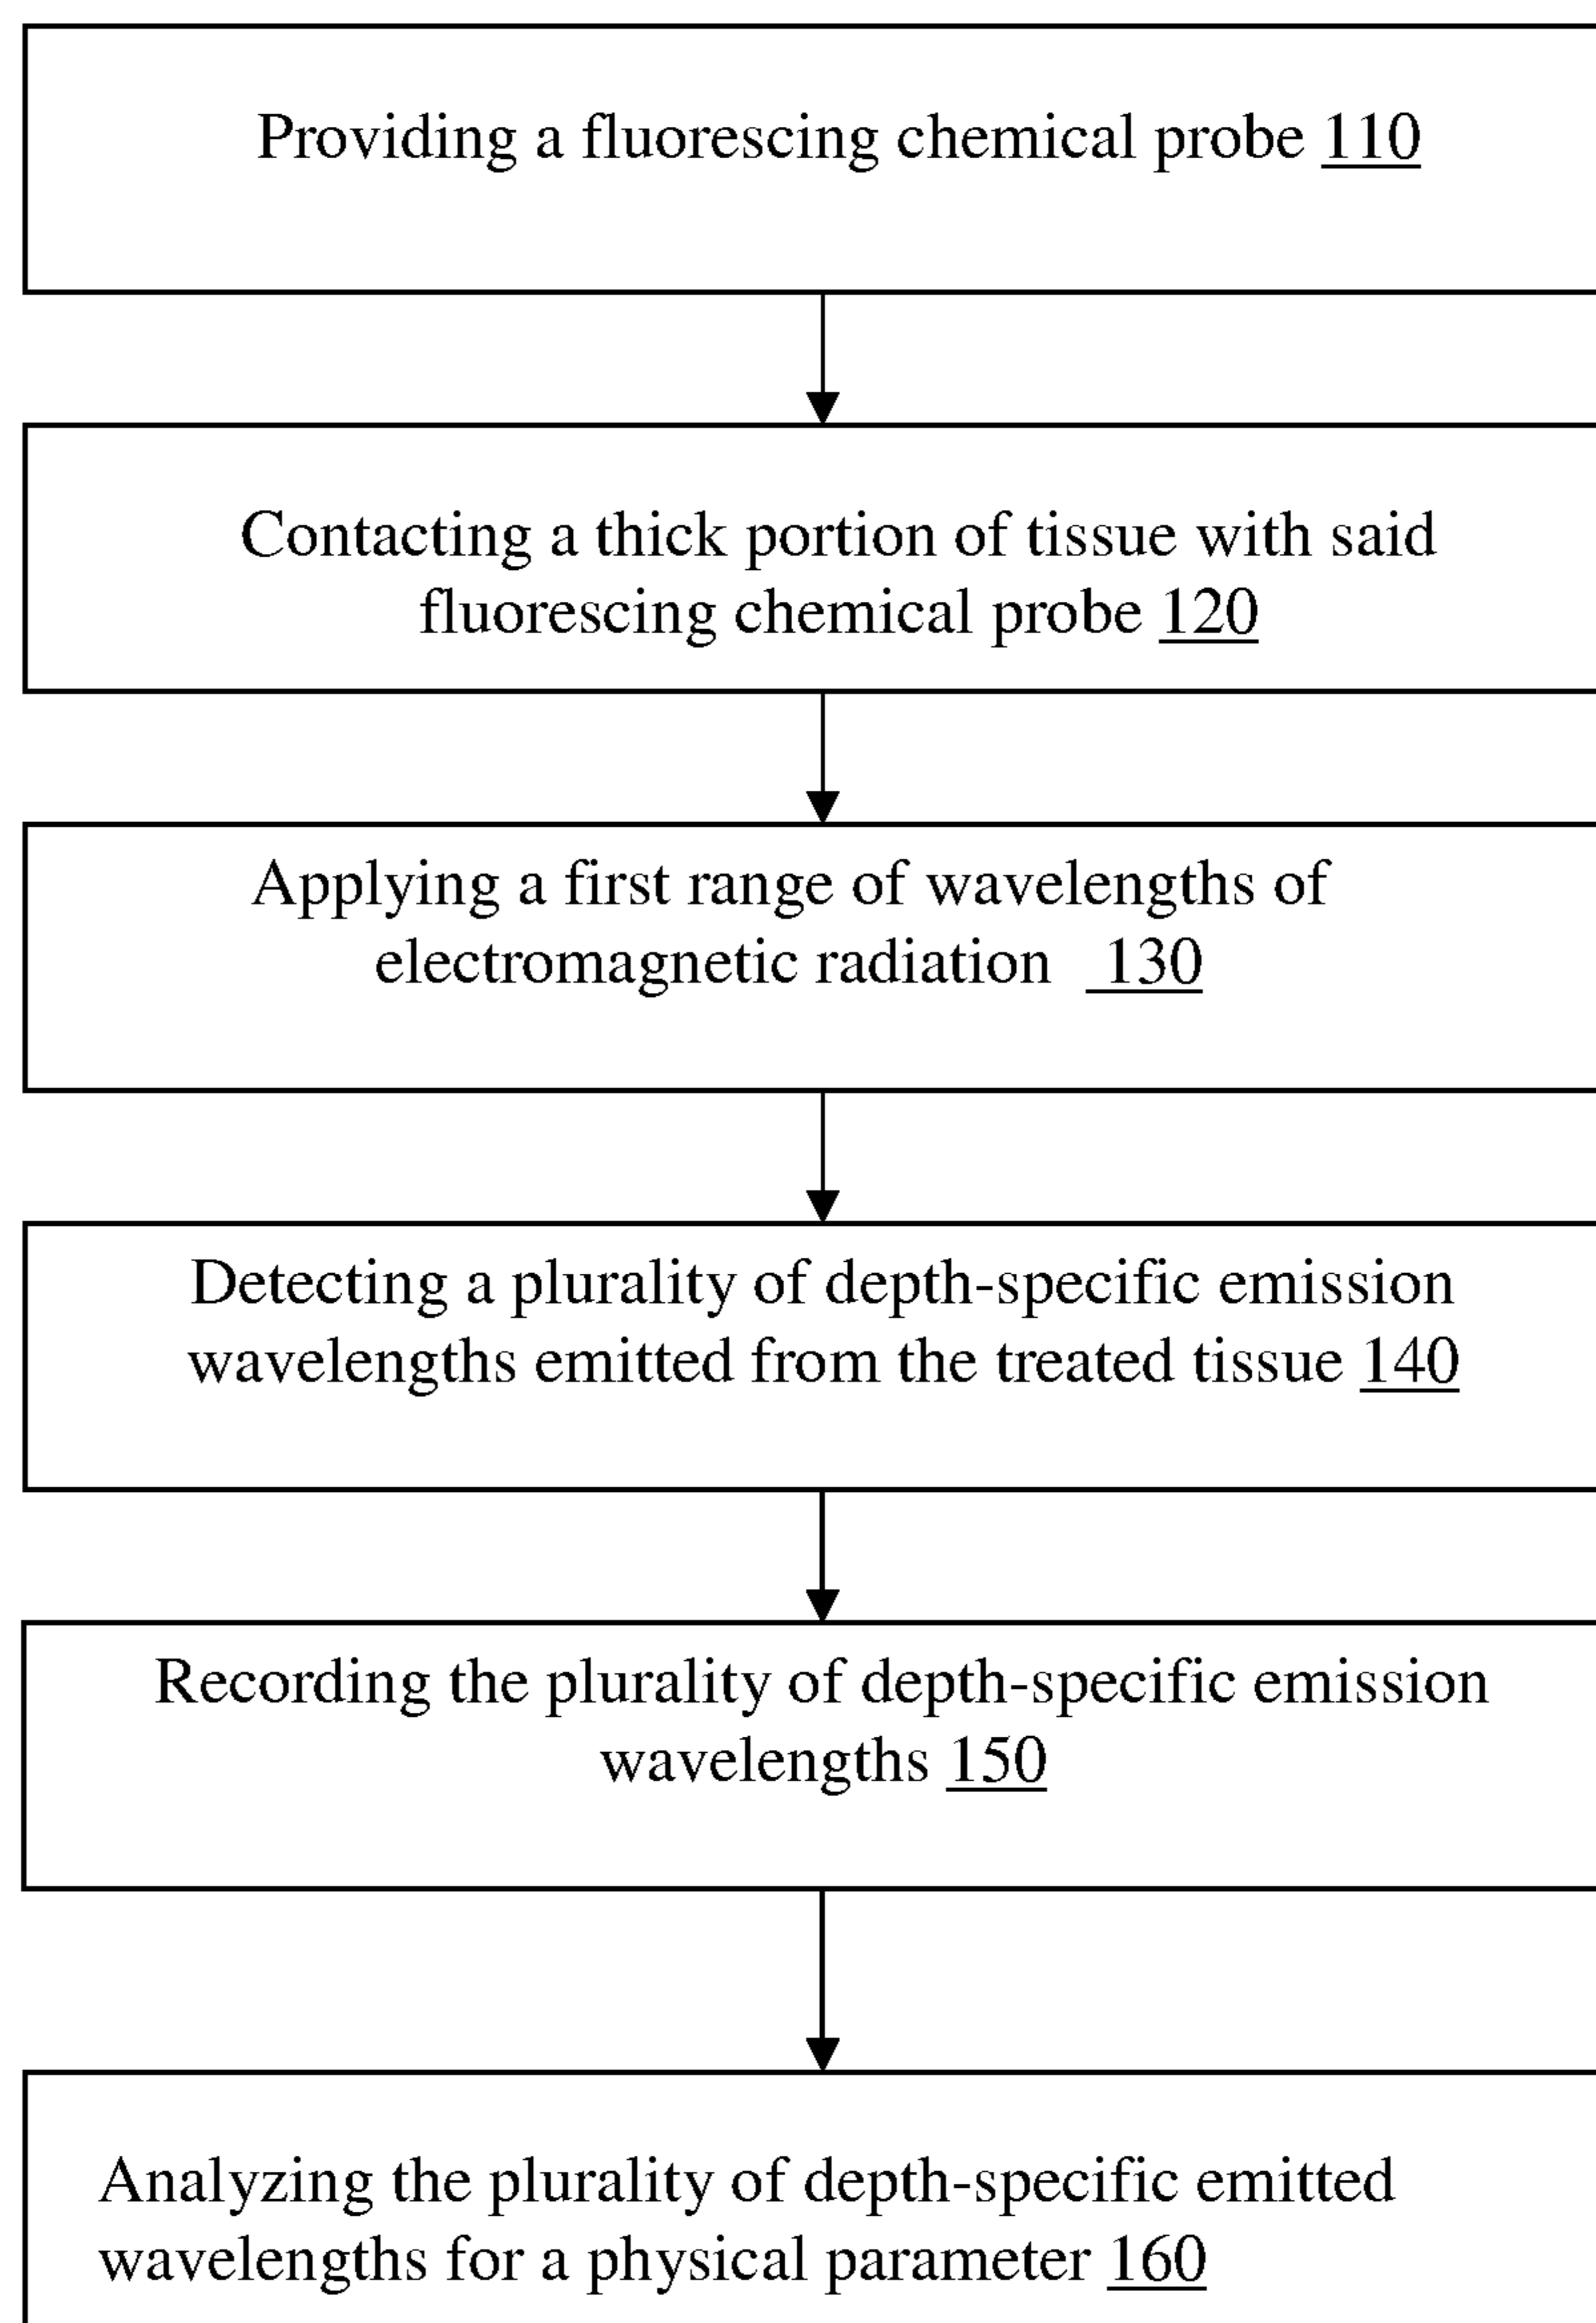 Providing a fluorescing chemical probe 110
Contacting a thick portion of tissue with said
fluorescing chemical probe 120
Applying a first range of wavelengths of
electromagnetic radiation 130
Detecting a plurality of depth-specific emission
wavelengths emitted from the treated tissue 140
Recording the plurality of depth-specific emission
wavelengths 150
Analyzing the plurality of depth-specific emitted
wavelengths for a physical parameter 160